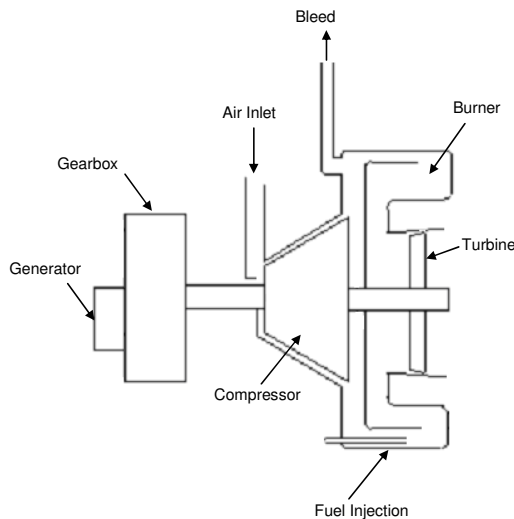 Bleed
Burner
Air Inlet
Gearbox
Turbine
Generator
Compressor
Fuel Injection